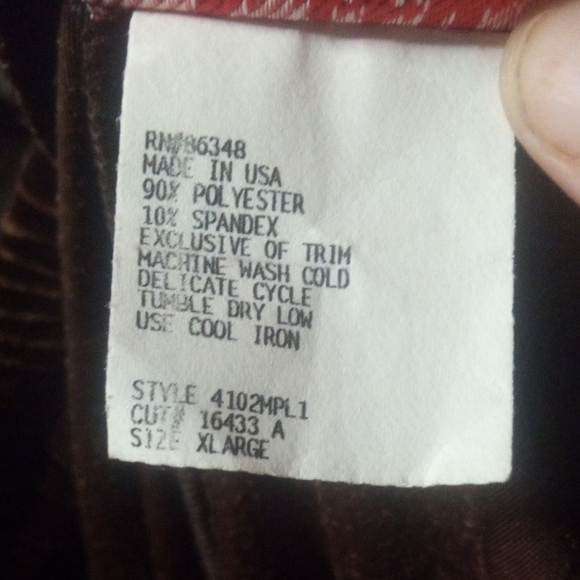 RN#86348
MADE IN USA
90% POLYESTER
10% SPANDEX
EXCLUSIVE OF TRIM
MACHINE WASH COLD
DELICATE CYCLE
TUMBLE DRY LOW
USE COOL IRON
STYLE 4102MPL1
CUT# 16433 A
SIZE XLARGE